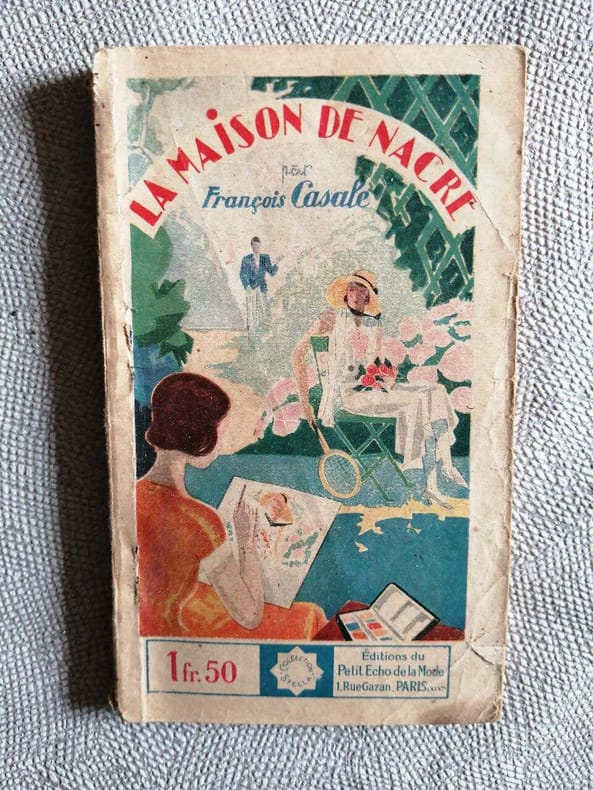 LA MAISON DE NACRE
par
François Casale
1 fr. 50
COLLECTION
STELLA
Éditions du
Petit Echo de la Mode
1, Rue Gazan, PARIS (XIVe)